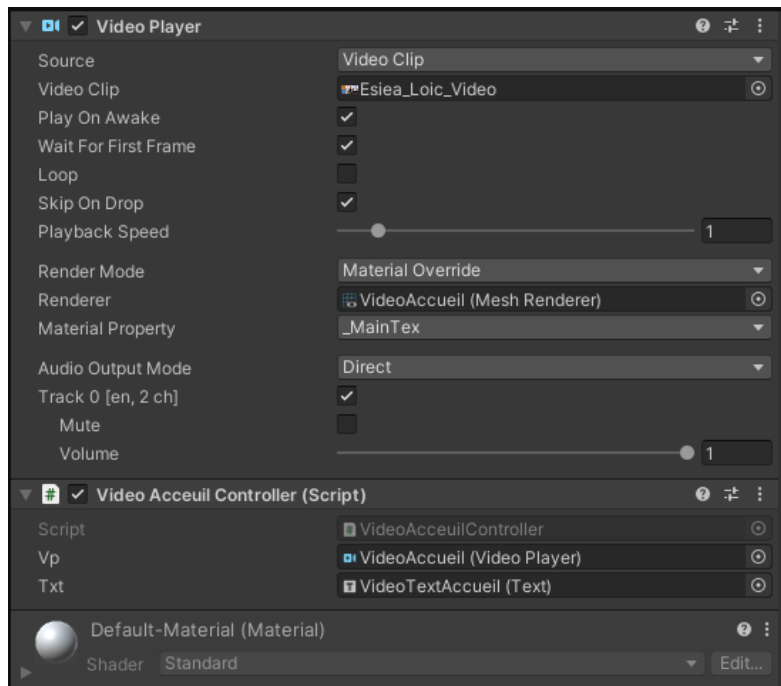 Video Player
Source Video Clip
Video Clip Esiea_Loic_Video
Play On Awake
Wait For First Frame
Loop
Skip On Drop
Playback Speed 1
Render Mode Material Override
Renderer VideoAccueil (Mesh Renderer)
Material Property _MainTex
Audio Output Mode Direct
Track 0 [en, 2 ch]
Mute
Volume 1
# Video Acceuil Controller (Script)
Script # VideoAcceuilController
Vp VideoAccueil (Video Player)
Txt T VideoTextAccueil (Text)
Default-Material (Material)
Shader Standard Edit...